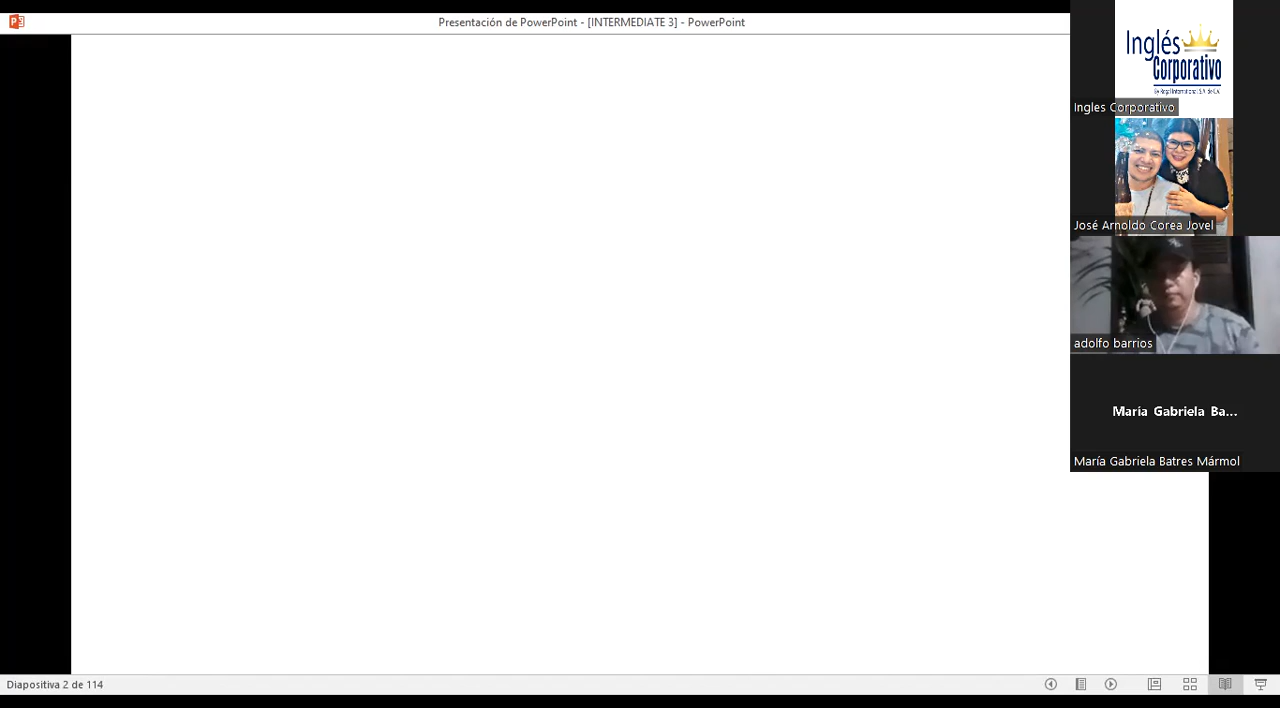 Presentación de PowerPoint - [INTERMEDIATE 3] - PowerPoint
Inglés
Corporativo
Ingles Corporativo
José Arnoldo Corea Jovel
adolfo barrios
María Gabriela Ba...
María Gabriela Batres Mármol
Diapositiva 2 de 114